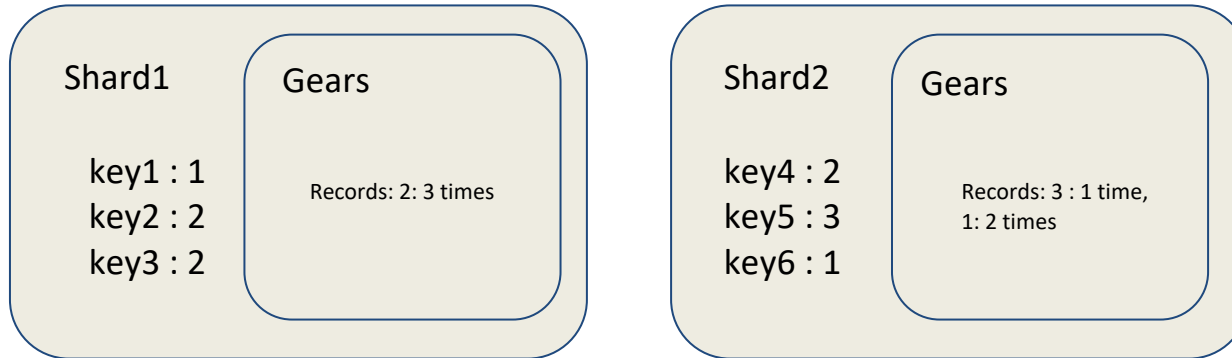 Shard1
Gears
key1 : 1
key2 : 2
key3 : 2
Records: 2: 3 times
Shard2
Gears
key4 : 2
key5 : 3
key6 : 1
Records: 3 : 1 time,
1: 2 times